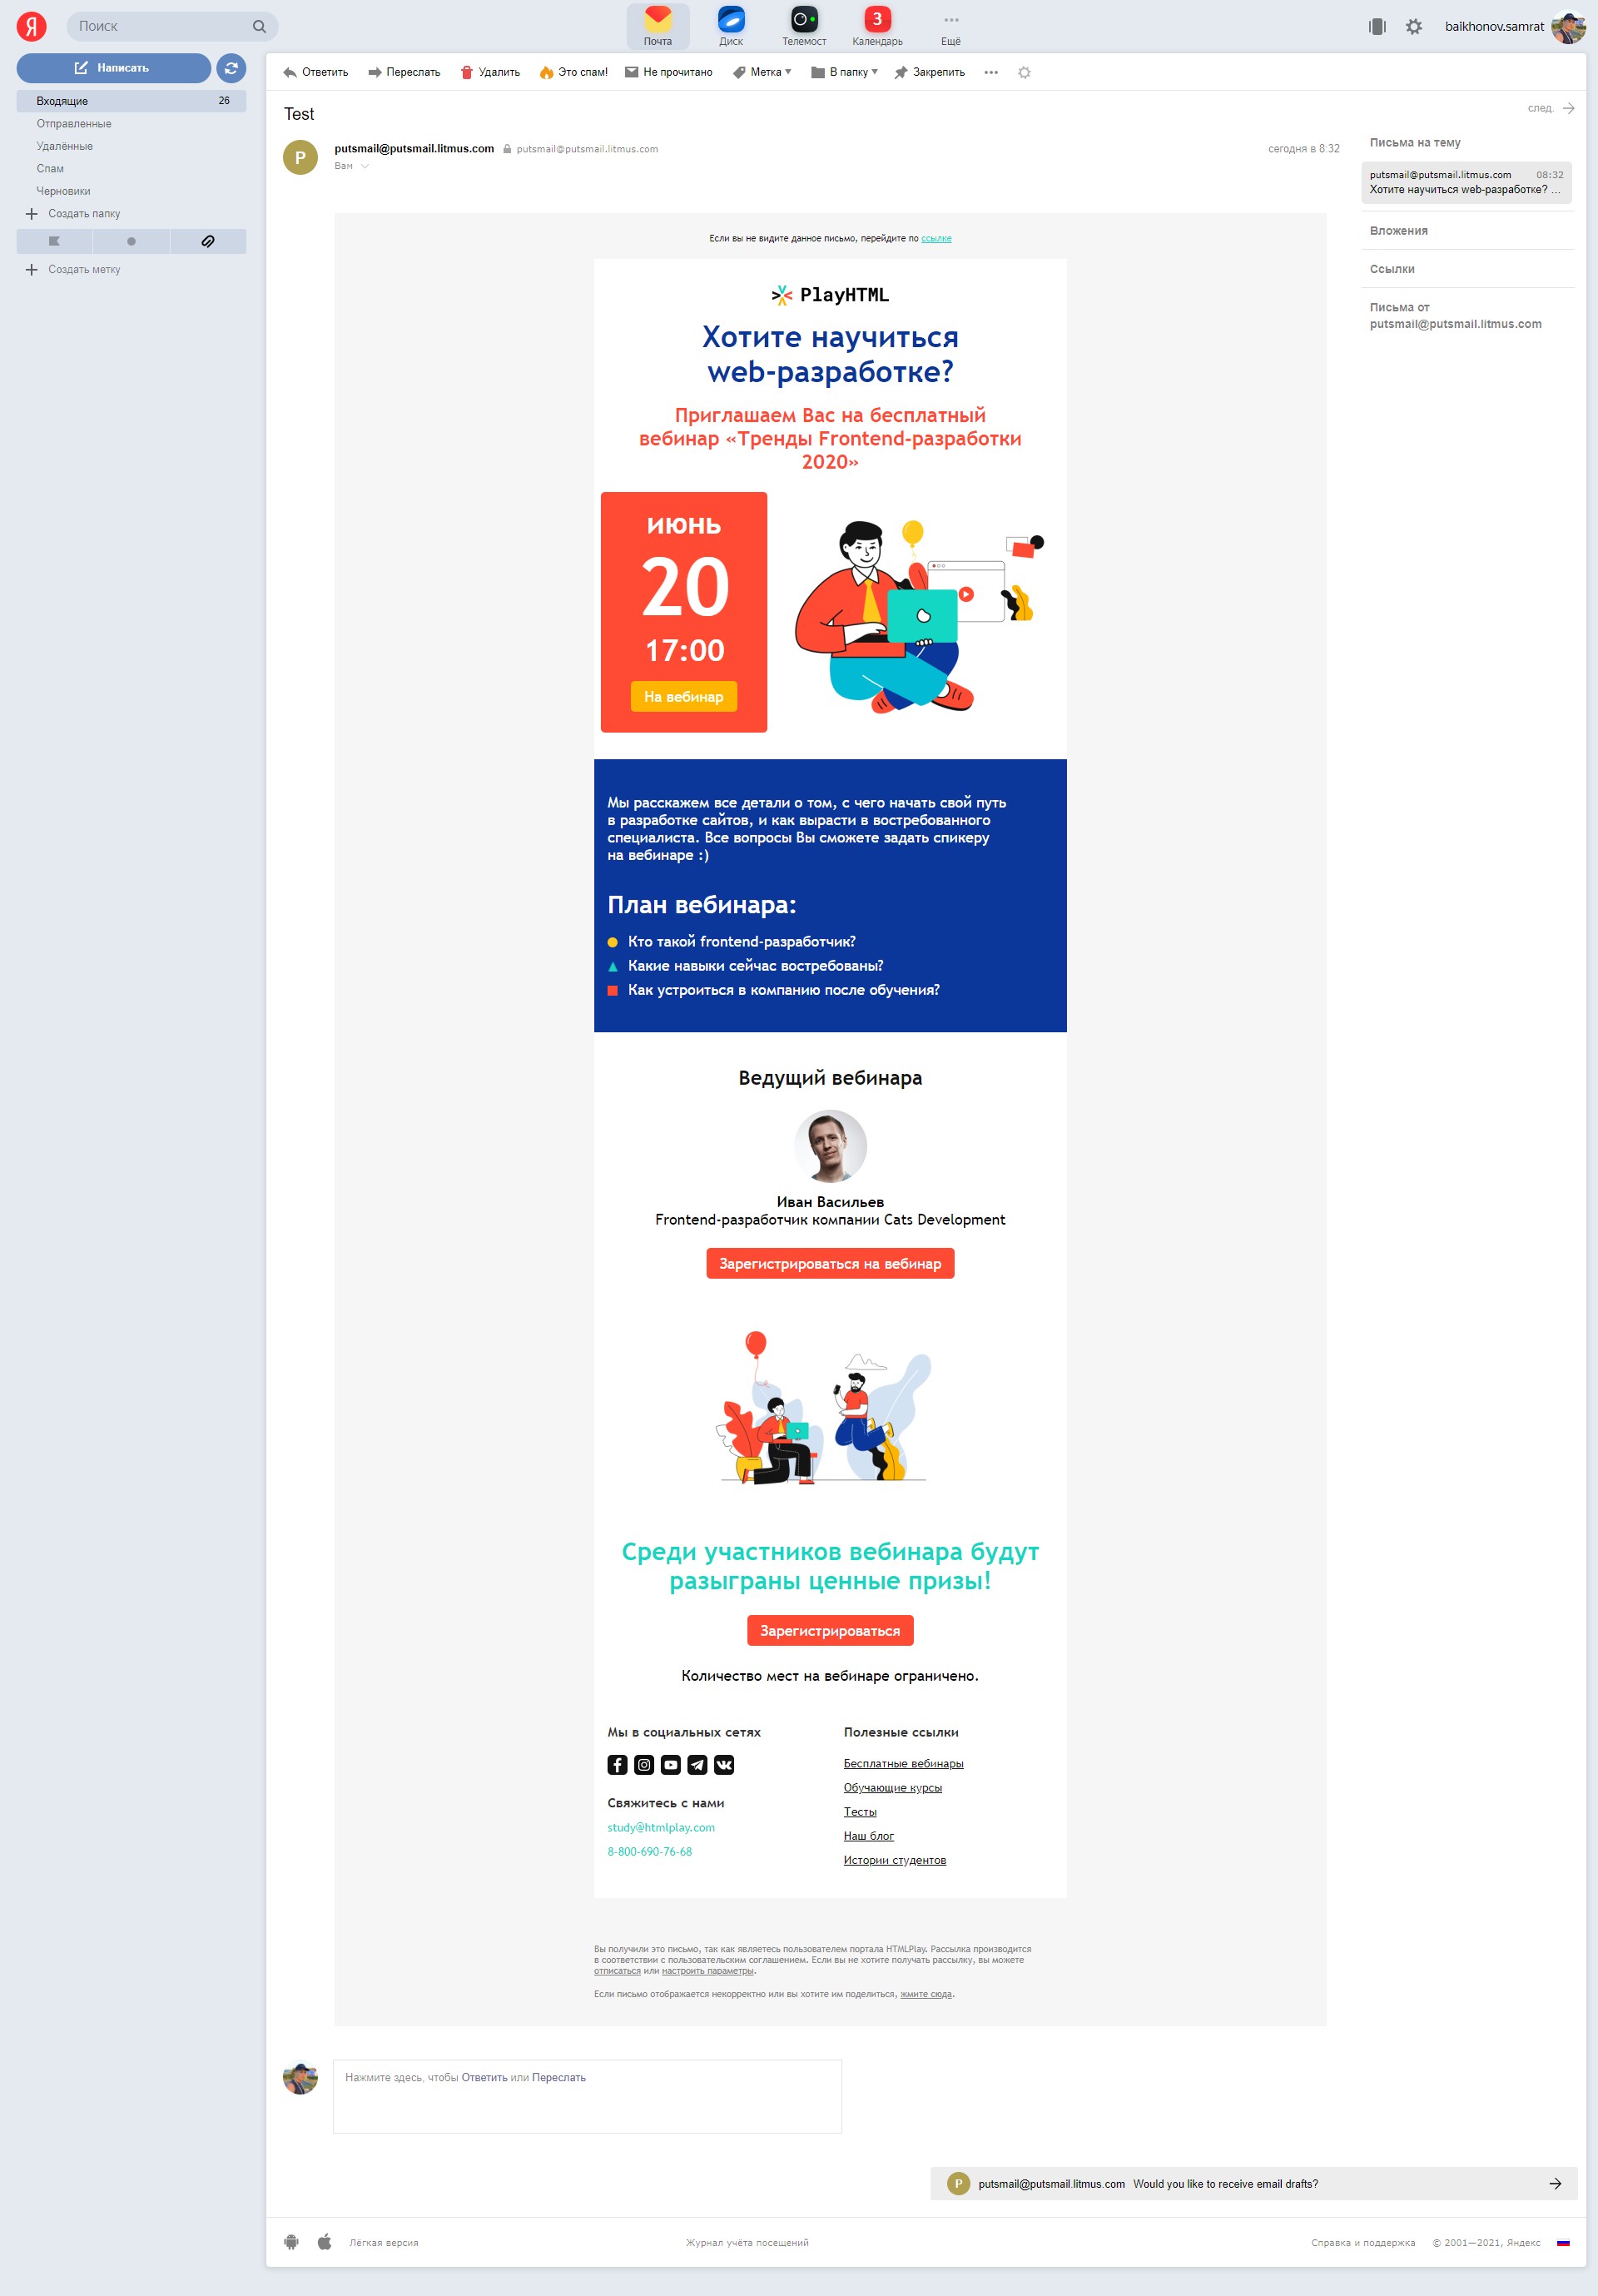 Я
Поиск
Почта
Диск
Телемост
3
Календарь
Ещё
baikhonov.samrat
Написать
Ответить
Переслать
Удалить
Это спам!
Не прочитано
Метка
В папку
Закрепить
Входящие
26
Отправленные
Удалённые
Спам
Черновики
Создать папку
Создать метку
Test
след.
P
putsmail@putsmail.litmus.com
putsmail@putsmail.litmus.com
сегодня в 8:32
Вам
Письма на тему
putsmail@putsmail.litmus.com
08:32
Хотите научиться web-разработке? ...
Вложения
Ссылки
Письма от
putsmail@putsmail.litmus.com
Если вы не видите данное письмо, перейдите по ссылке
PlayHTML
Хотите научиться
web-разработке?
Приглашаем Вас на бесплатный
вебинар «Тренды Frontend-разработки
2020»
июнь
20
17:00
На вебинар
Мы расскажем все детали о том, с чего начать свой путь
в разработке сайтов, и как вырасти в востребованного
специалиста. Все вопросы Вы сможете задать спикеру
на вебинаре :)
План вебинара:
Кто такой frontend-разработчик?
Какие навыки сейчас востребованы?
Как устроиться в компанию после обучения?
Ведущий вебинара
Иван Васильев
Frontend-разработчик компании Cats Development
Зарегистрироваться на вебинар
Среди участников вебинара будут
разыграны ценные призы!
Зарегистрироваться
Количество мест на вебинаре ограничено.
Мы в социальных сетях
Свяжитесь с нами
study@htmlplay.com
8-800-690-76-68
Полезные ссылки
Бесплатные вебинары
Обучающие курсы
Тесты
Наш блог
Истории студентов
Вы получили это письмо, так как являетесь пользователем портала HTMLPlay. Рассылка производится
в соответствии с пользовательским соглашением. Если вы не хотите получать рассылку, вы можете
отписаться или настроить параметры.
Если письмо отображается некорректно или вы хотите им поделиться, жмите сюда.
Нажмите здесь, чтобы Ответить или Переслать
P
putsmail@putsmail.litmus.com Would you like to receive email drafts?
Лёгкая версия
Журнал учёта посещений
Справка и поддержка
© 2001—2021, Яндекс